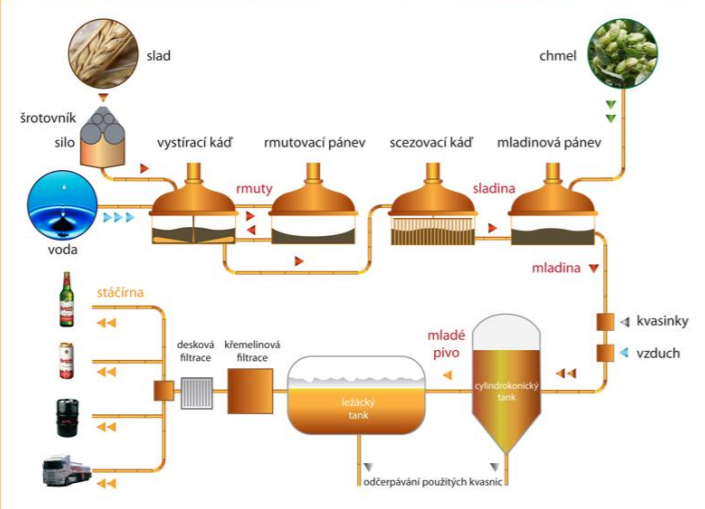 slad
chmel
šrotovník
silo
vystírací káď
rmutovací pánev
scezovací káď
mladinová pánev
rmuty
sladina
voda
mladina
stáčírna
kvasinky
vzduch
desková
filtrace
křemelinová
filtrace
mladé
pivo
ležácký
tank
cylindrokonický
tank
odčerpávání použitých kvasnic